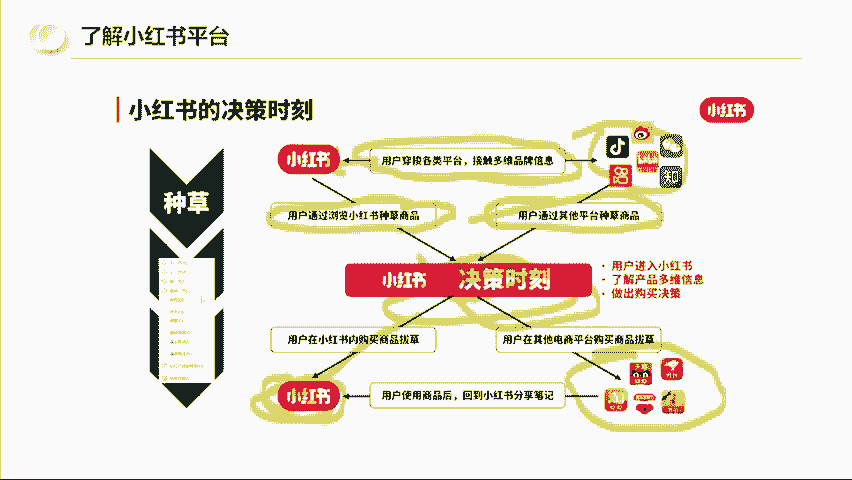 了解小红书平台
小红书的决策时刻
小红书
小红书
用户穿梭各类平台，接触多维品牌信息
知
种草
用户通过浏览小红书种草商品
用户通过其他平台种草商品
小红书 决策时刻
· 用户进入小红书
· 了解产品多维信息
· 做出购买决策
用户在小红书内购买商品拔草
用户在其他电商平台购买商品拔草
小红书
用户使用商品后，回到小红书分享笔记